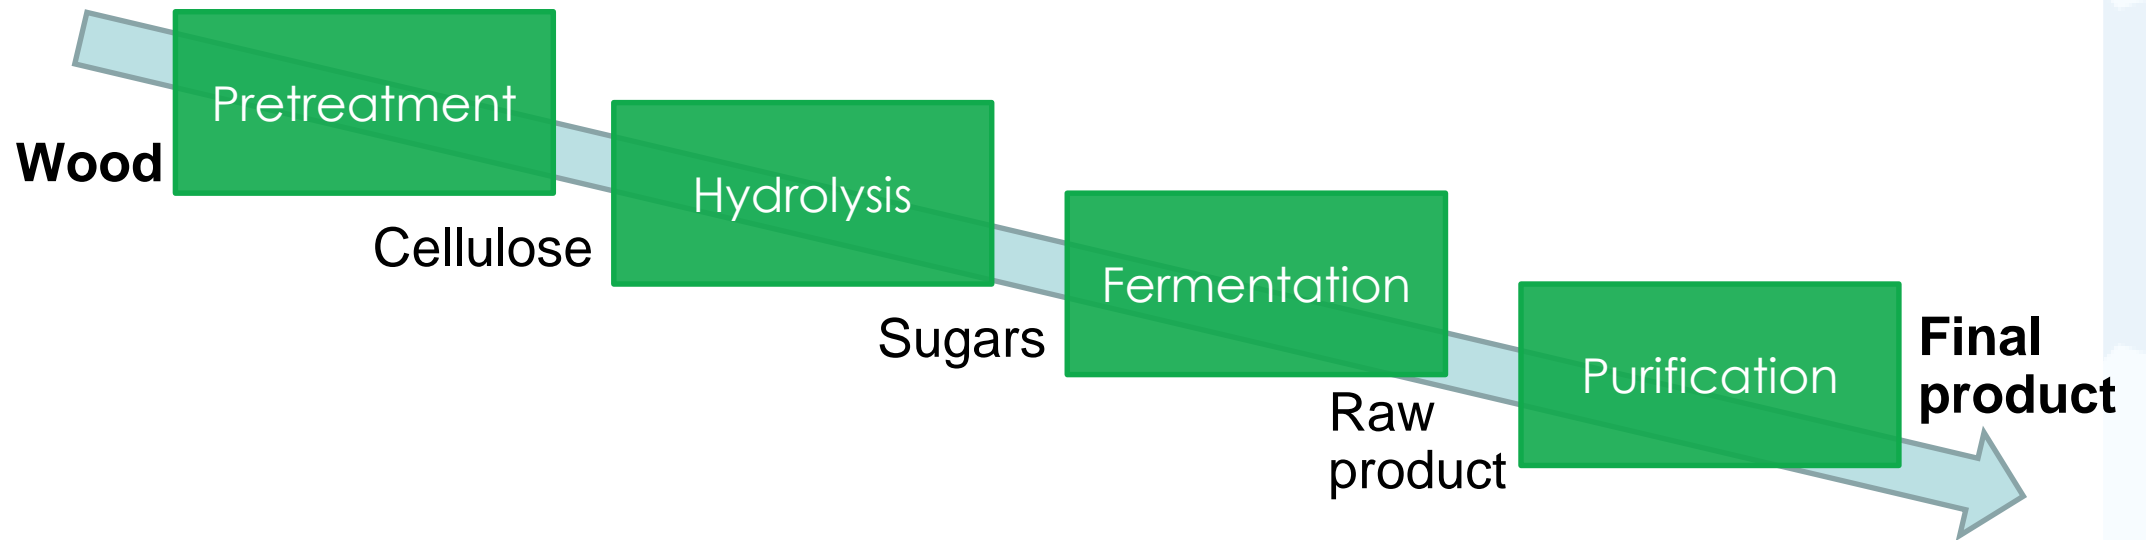 Pretreatment
Wood
Hydrolysis
Cellulose
Fermentation
Sugars
Purification
Raw
product
Final
product